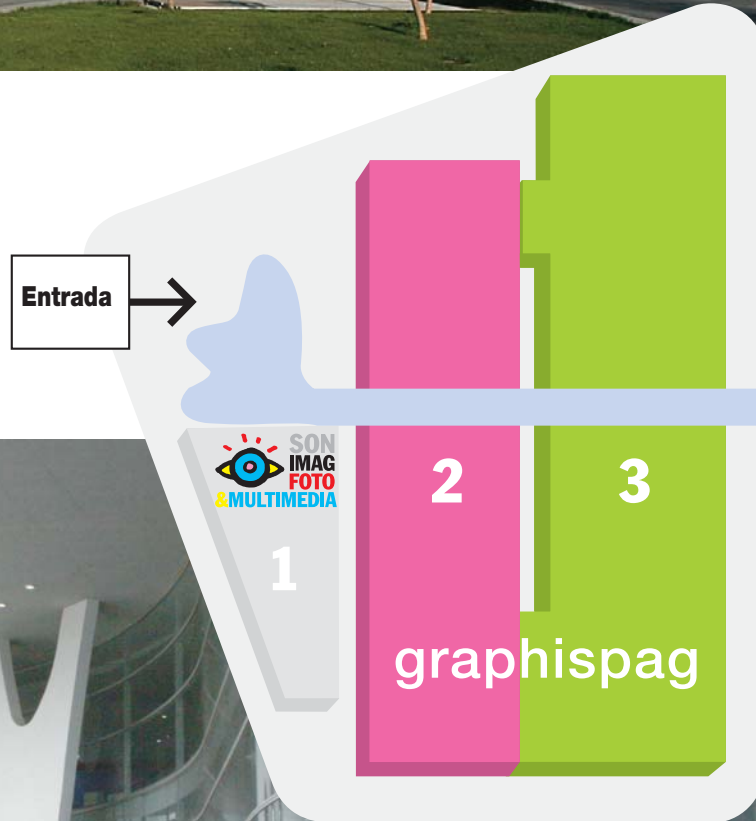 Entrada
SON
IMAG
FOTO
&MULTIMEDIA
1
2
3
graphispag